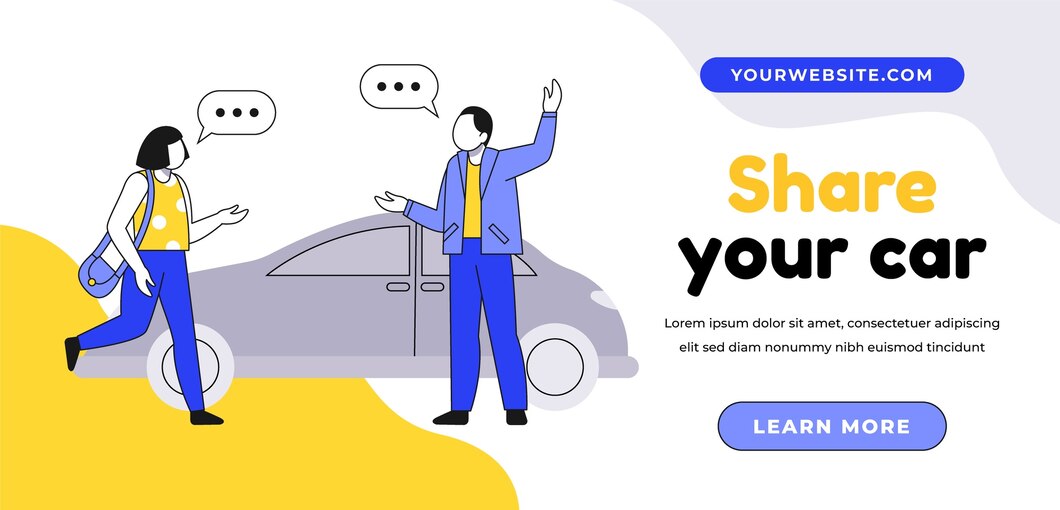 YOURWEBSITE.COM
Share
your car
Lorem ipsum dolor sit amet, consectetuer adipiscing
elit sed diam nonummy nibh euismod tincidunt
LEARN MORE